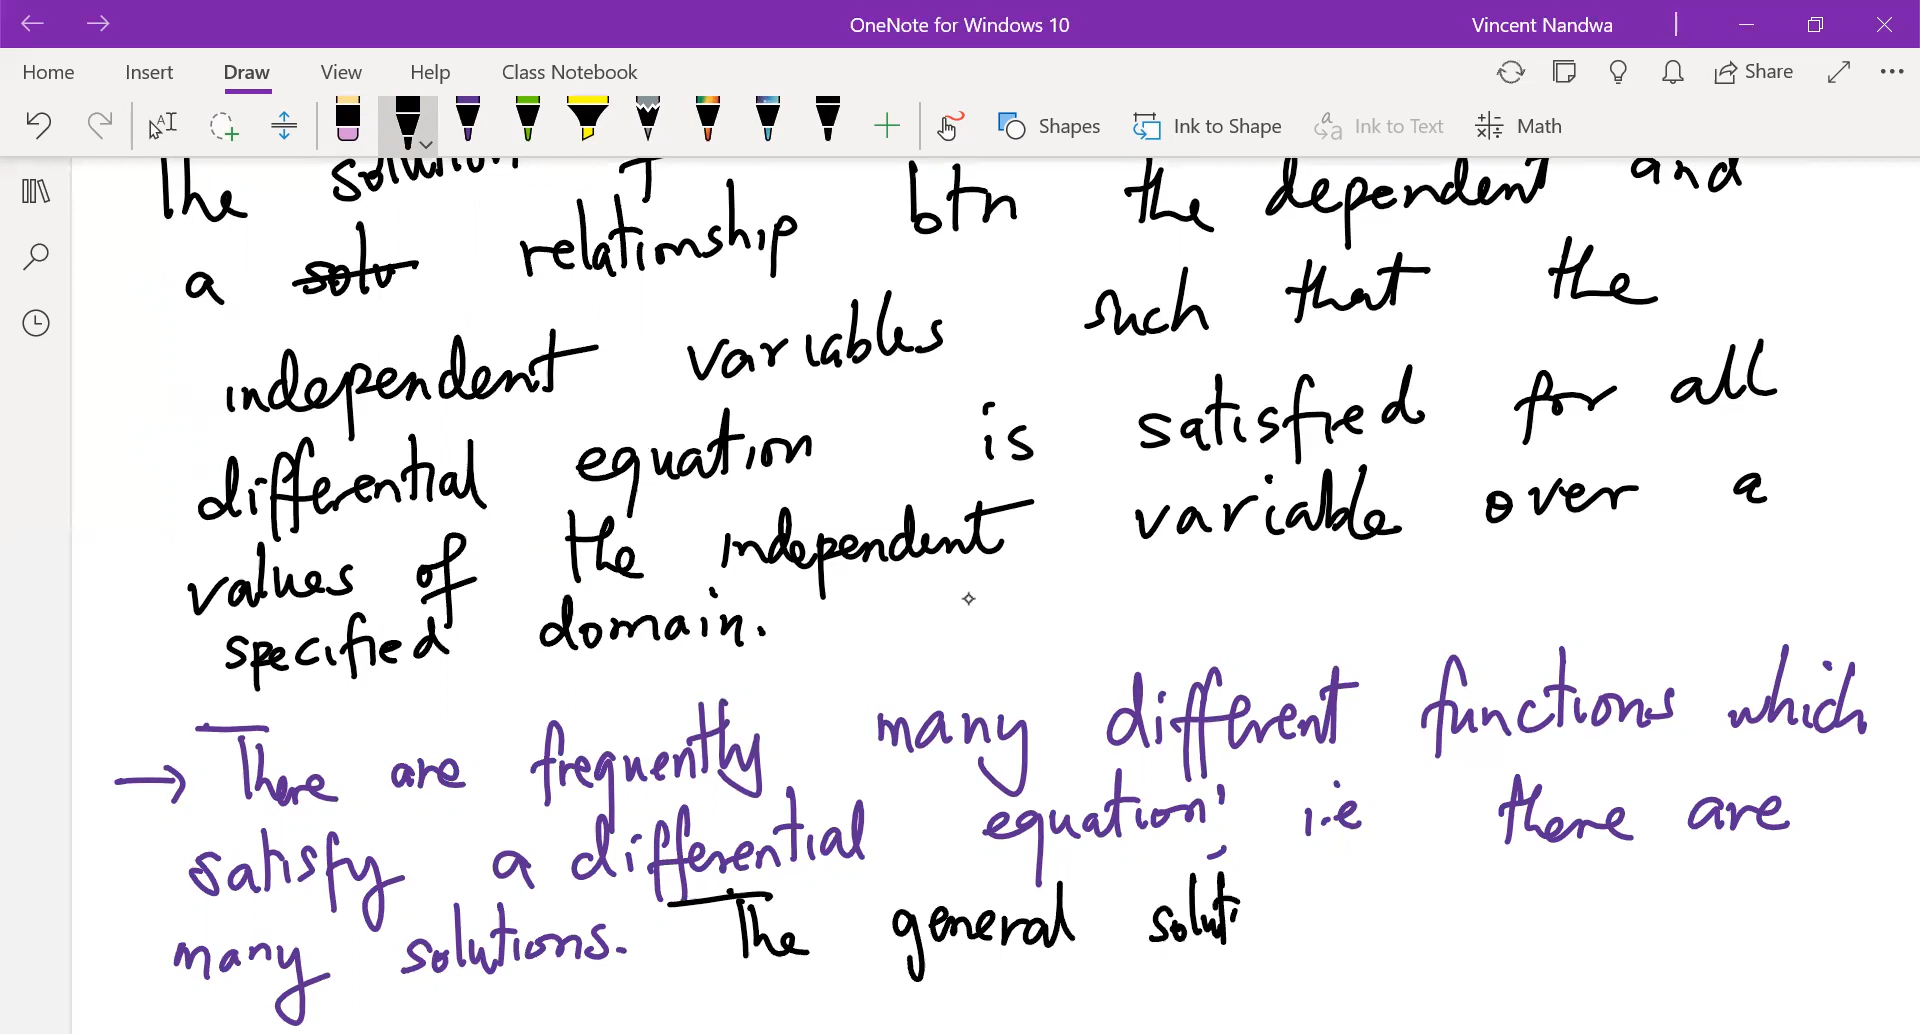 OneNote for Windows 10
Vincent Nandwa
Home Insert Draw View Help Class Notebook
Share
Shapes Ink to Shape Ink to Text Math
The solution
a solv relationship btn the dependent and
independent variables such that the
differential equation is satisfied for all
values of the independent variable over a
specified domain.
→ There are frequently many different functions which
satisfy a differential equation; i.e there are
many solutions. The general soluti